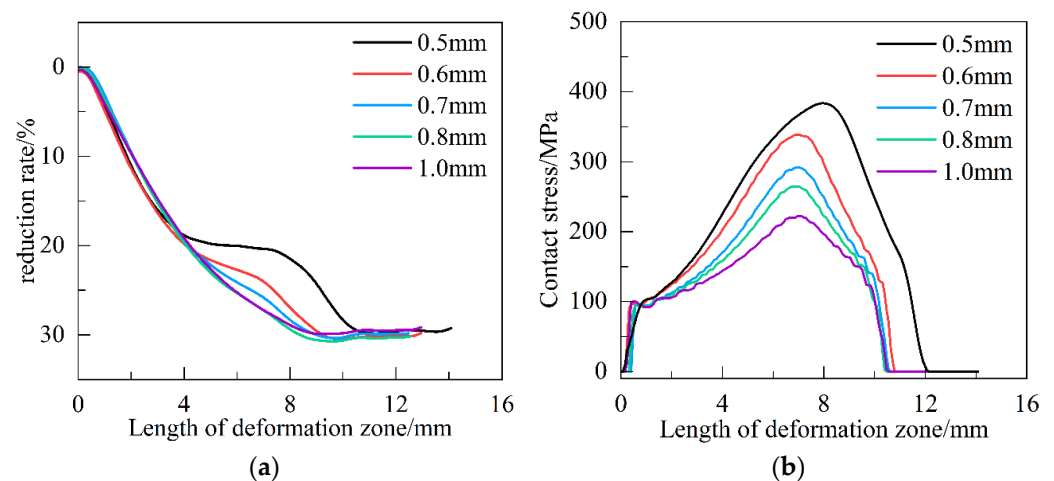 0
10
20
30
reduction rate/%
0.5mm
0.6mm
0.7mm
0.8mm
1.0mm
0 4 8 12 16
Length of deformation zone/mm
(a)
500
400
300
200
100
0
Contact stress/MPa
0.5mm
0.6mm
0.7mm
0.8mm
1.0mm
0 4 8 12 16
Length of deformation zone/mm
(b)